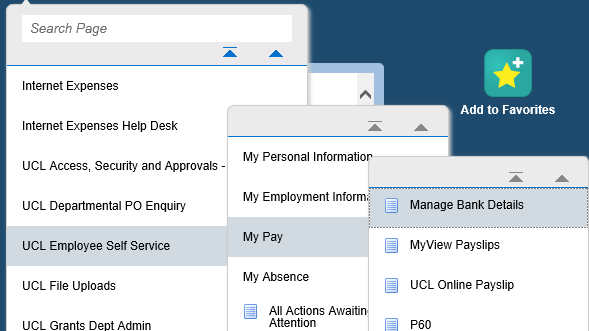 Search Page
Add to Favorites
Internet Expenses
Internet Expenses Help Desk
UCL Access, Security and Approvals -
UCL Departmental PO Enquiry
UCL Employee Self Service
UCL File Uploads
UCL Grants Dept Admin
My Personal Information
My Employment Informa
My Pay
My Absence
All Actions Awaiting
Attention
Manage Bank Details
MyView Payslips
UCL Online Payslip
P60